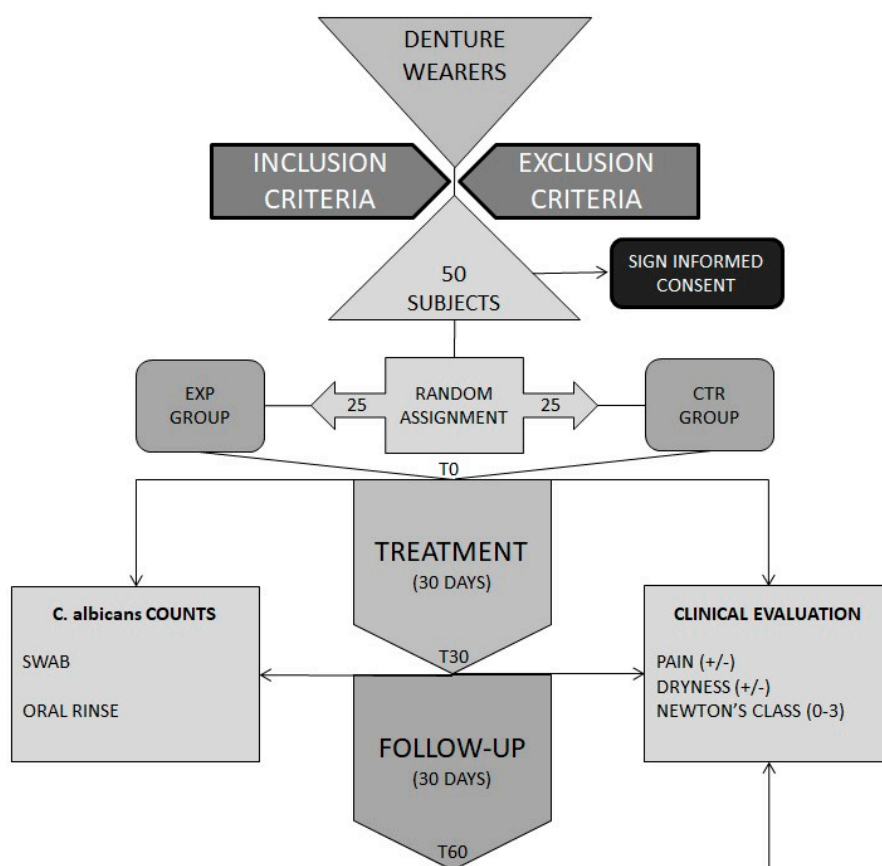 DENTURE
WEARERS
INCLUSION
CRITERIA
EXCLUSION
CRITERIA
50
SUBJECTS
SIGN INFORMED
CONSENT
EXP
GROUP
25
RANDOM
ASSIGNMENT
25
CTR
GROUP
T0
TREATMENT
(30 DAYS)
C. albicans COUNTS
SWAB
ORAL RINSE
CLINICAL EVALUATION
PAIN (+/-)
DRYNESS (+/-)
NEWTON'S CLASS (0-3)
T30
FOLLOW-UP
(30 DAYS)
T60